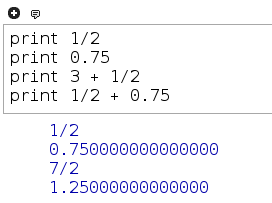 print 1/2
print 0.75
print 3 + 1/2
print 1/2 + 0.75
1/2
0.750000000000000
7/2
1.25000000000000